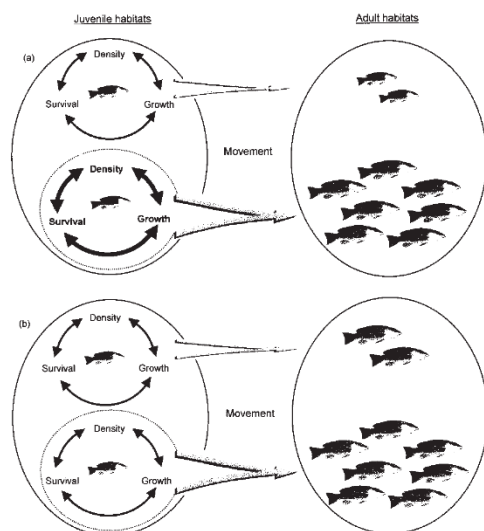 Juvenile habitats Adult habitats
(a)
Density
Survival Growth
Movement
Density
Survival Growth
(b)
Density
Survival Growth
Movement
Density
Survival Growth